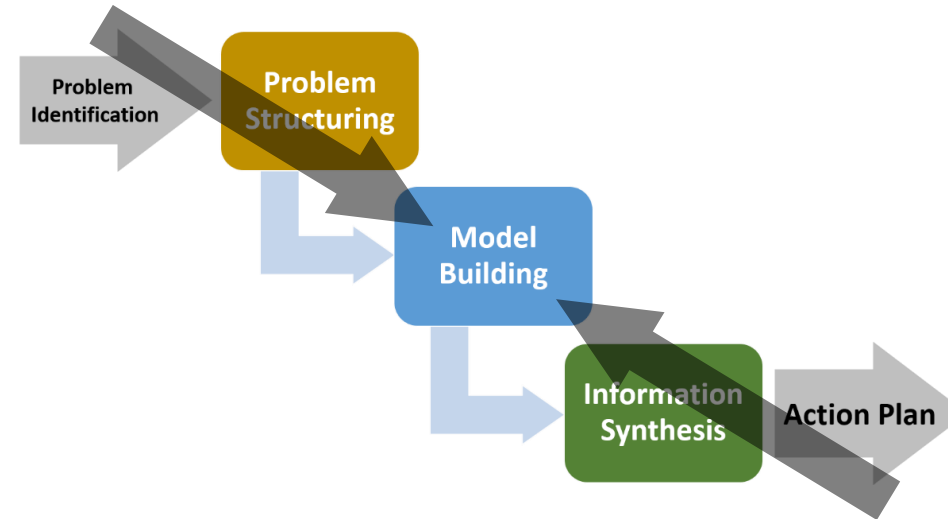 Problem
Identification
Problem
Structuring
Model
Building
Information
Synthesis
Action Plan